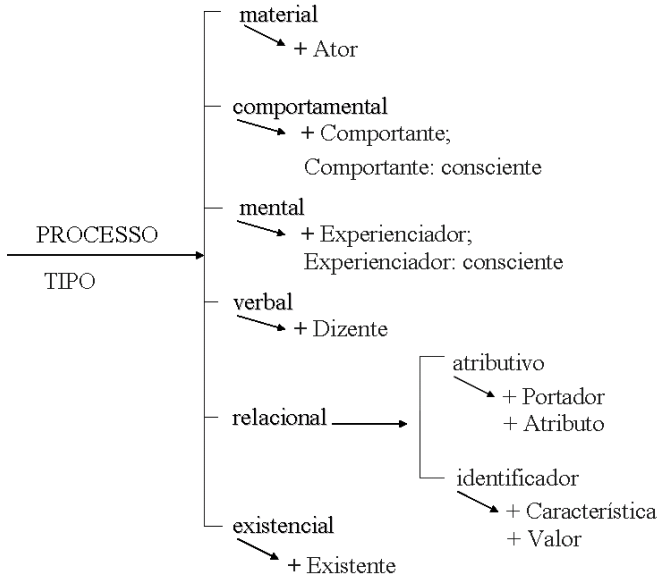 material
+ Ator
comportamental
+ Comportante;
Comportante: consciente
mental
+ Experienciador;
Experienciador: consciente
PROCESSO
TIPO
verbal
+ Dizente
relacional
atributivo
+ Portador
+ Atributo
identificador
+ Característica
+ Valor
existencial
+ Existente